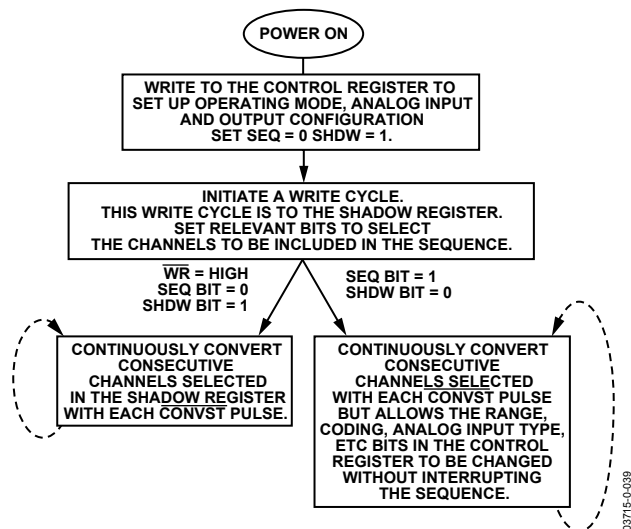 POWER ON
WRITE TO THE CONTROL REGISTER TO
SET UP OPERATING MODE, ANALOG INPUT
AND OUTPUT CONFIGURATION
SET SEQ = 0 SHDW = 1.
INITIATE A WRITE CYCLE.
THIS WRITE CYCLE IS TO THE SHADOW REGISTER.
SET RELEVANT BITS TO SELECT
THE CHANNELS TO BE INCLUDED IN THE SEQUENCE.
W̅R̅ = HIGH
SEQ BIT = 0
SHDW BIT = 1
SEQ BIT = 1
SHDW BIT = 0
CONTINUOUSLY CONVERT
CONSECUTIVE
CHANNELS SELECTED
IN THE SHADOW REGISTER
WITH EACH C̅O̅N̅V̅S̅T̅ PULSE.
CONTINUOUSLY CONVERT
CONSECUTIVE
CHANNELS SELECTED
WITH EACH C̅O̅N̅V̅S̅T̅ PULSE
BUT ALLOWS THE RANGE,
CODING, ANALOG INPUT TYPE,
ETC BITS IN THE CONTROL
REGISTER TO BE CHANGED
WITHOUT INTERRUPTING
THE SEQUENCE.
03715-0-039